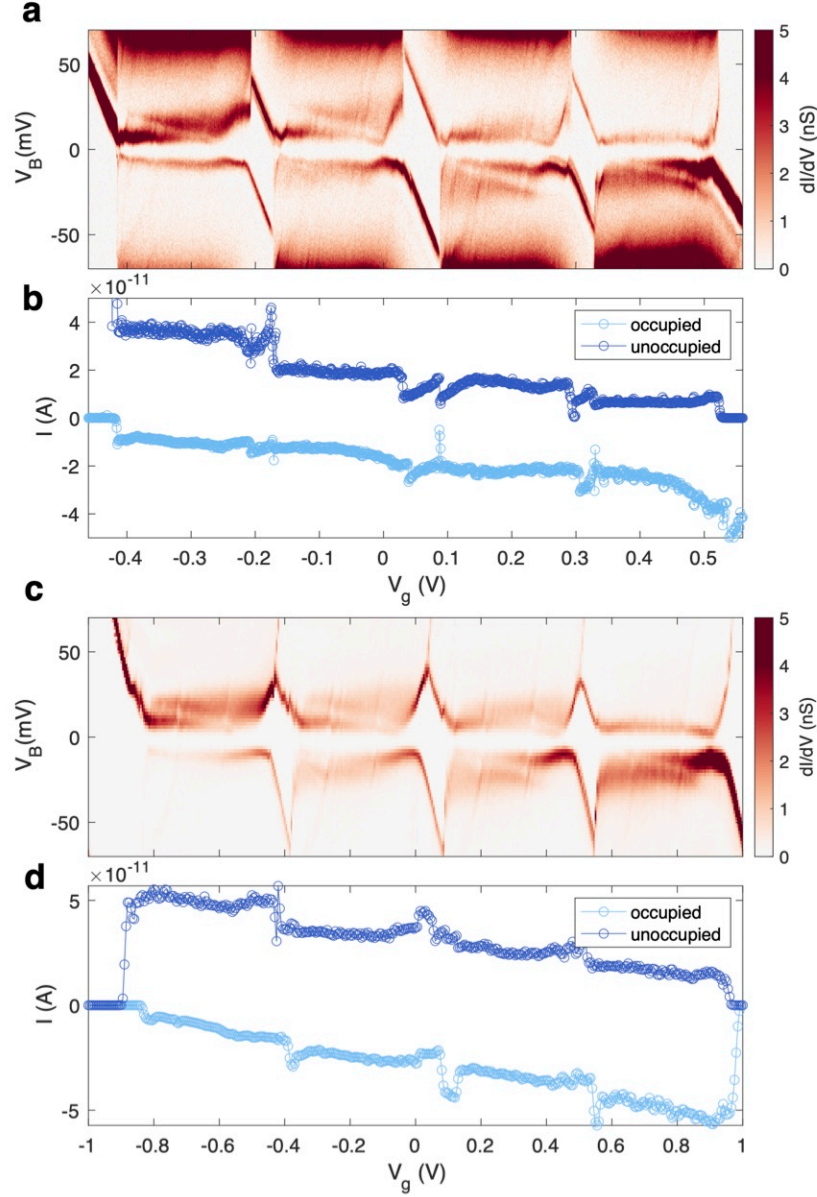 a
50
0
-50
V_B(mV)
5
4
3
2
1
0
dI/dV (nS)
b
×10⁻¹¹
4
2
0
-2
-4
I (A)
occupied
unoccupied
-0.4 -0.3 -0.2 -0.1 0 0.1 0.2 0.3 0.4 0.5
V_g (V)
c
50
0
-50
V_B(mV)
5
4
3
2
1
0
dI/dV (nS)
d
×10⁻¹¹
5
0
-5
I (A)
occupied
unoccupied
-1 -0.8 -0.6 -0.4 -0.2 0 0.2 0.4 0.6 0.8 1
V_g (V)